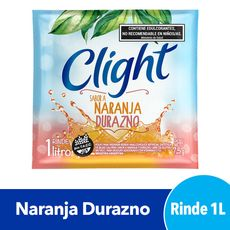 CONTIENE EDULCORANTES,
NO RECOMENDABLE EN NIÑOS/AS.
Clight
SABOR A
NARANJA
DURAZNO
RINDE
1 litro
Naranja Durazno
Rinde 1L